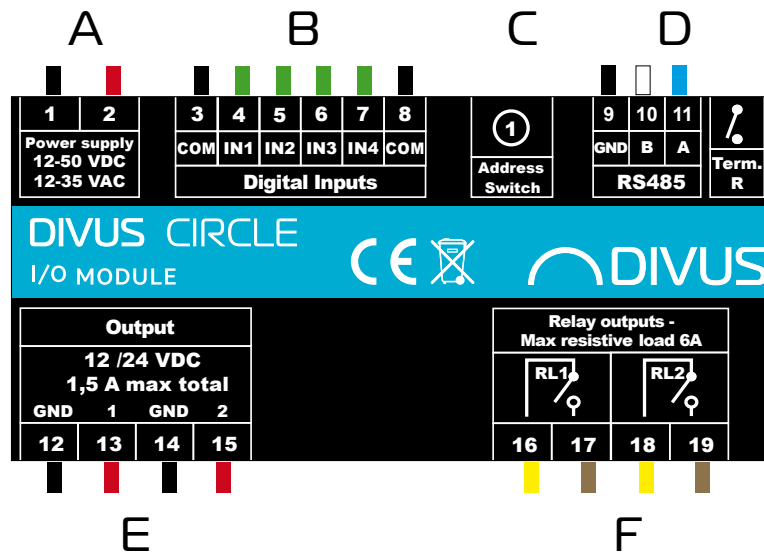 A B C D
1 2 3 4 5 6 7 8 1 9 10 11
Power supply
12-50 VDC
12-35 VAC
COM IN1 IN2 IN3 IN4 COM
Digital Inputs
Address
Switch
GND B A
RS485
Term.
R
DIVUS CIRCLE
I/O MODULE
CE
DIVUS
Output
12 /24 VDC
1,5 A max total
GND 1 GND 2
12 13 14 15
Relay outputs -
Max resistive load 6A
RL1 RL2
16 17 18 19
E F